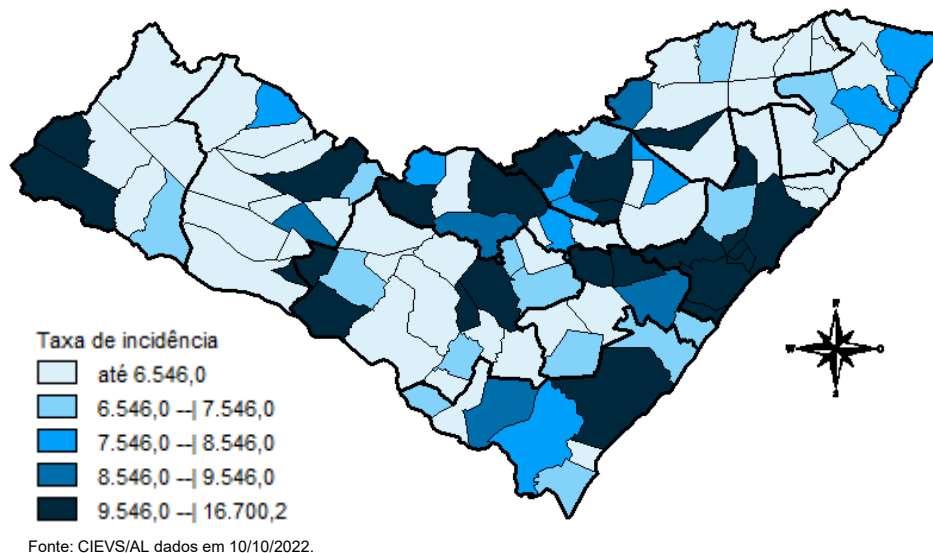 Taxa de incidência
até 6.546,0
6.546,0 --| 7.546,0
7.546,0 --| 8.546,0
8.546,0 --| 9.546,0
9.546,0 --| 16.700,2
Fonte: CIEVS/AL dados em 10/10/2022.
N
W
O
S